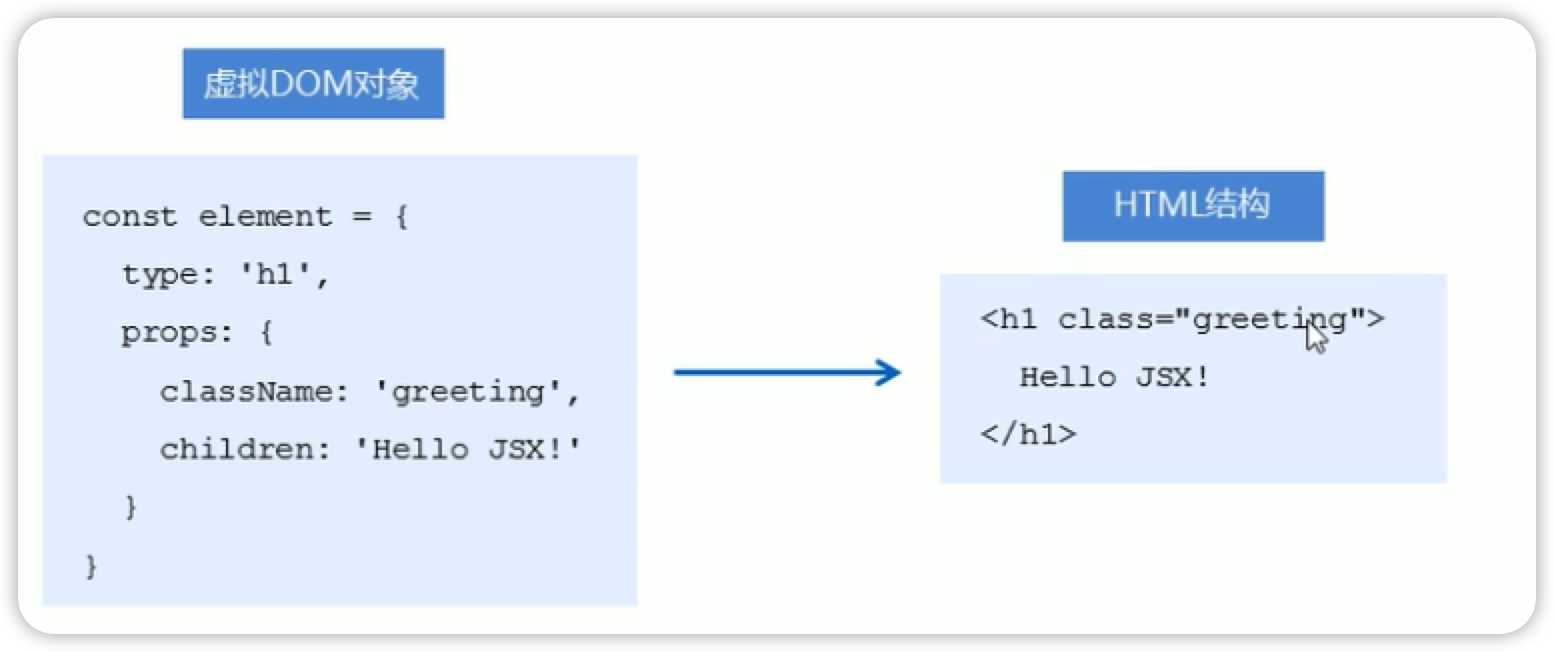 虚拟DOM对象
const element = {
  type: 'h1',
  props: {
    className: 'greeting',
    children: 'Hello JSX!'
  }
}
HTML结构
<h1 class="greeting">
  Hello JSX!
</h1>